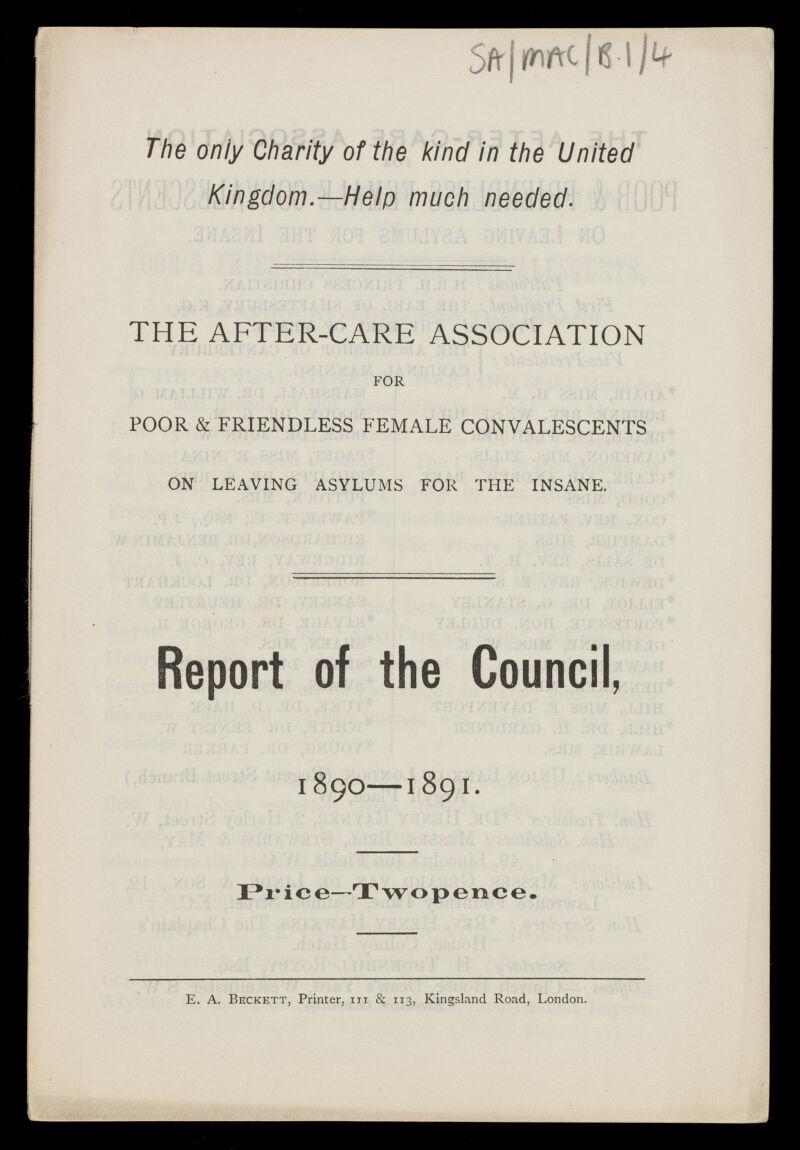 SA/MAC/B.1/4
The only Charity of the kind in the United
Kingdom.—Help much needed.
THE AFTER-CARE ASSOCIATION
FOR
POOR & FRIENDLESS FEMALE CONVALESCENTS
ON LEAVING ASYLUMS FOR THE INSANE.
Report of the Council,
1890—1891.
Price—Twopence.
E. A. BECKETT, Printer, 111 & 113, Kingsland Road, London.